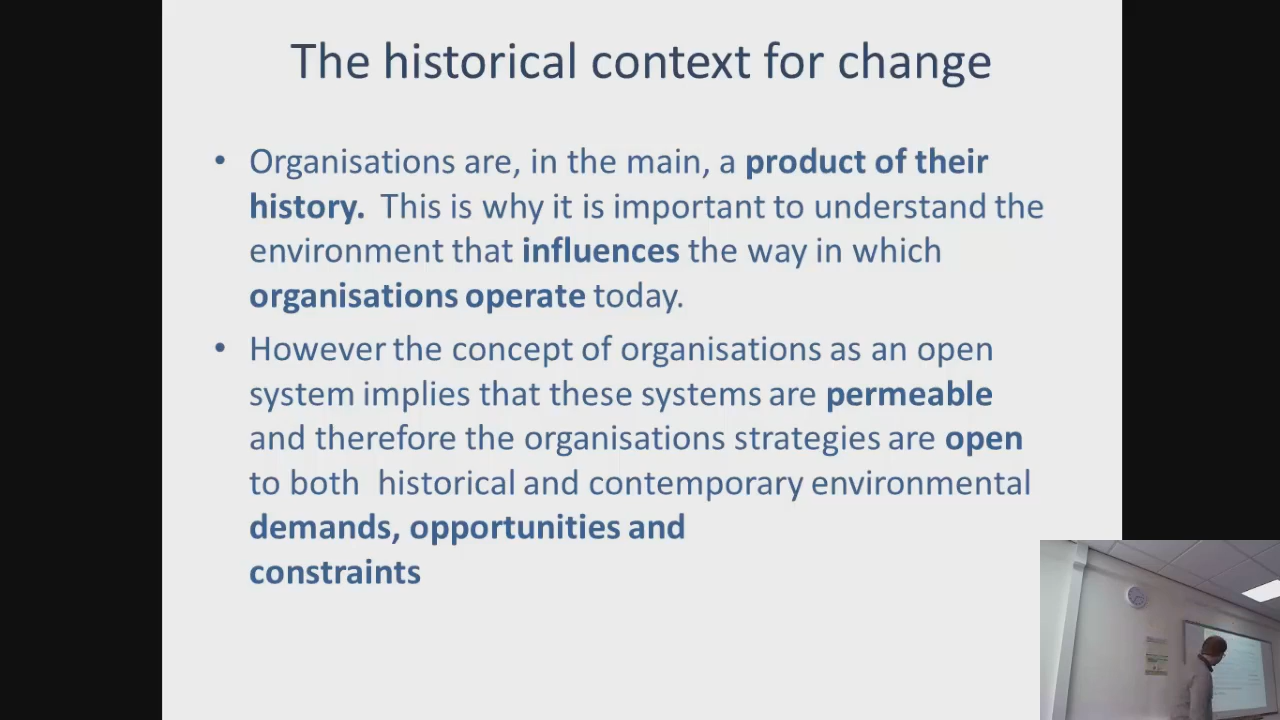 The historical context for change
• Organisations are, in the main, a product of their
history.  This is why it is important to understand the
environment that influences the way in which
organisations operate today.
• However the concept of organisations as an open
system implies that these systems are permeable
and therefore the organisations strategies are open
to both  historical and contemporary environmental
demands, opportunities and
constraints